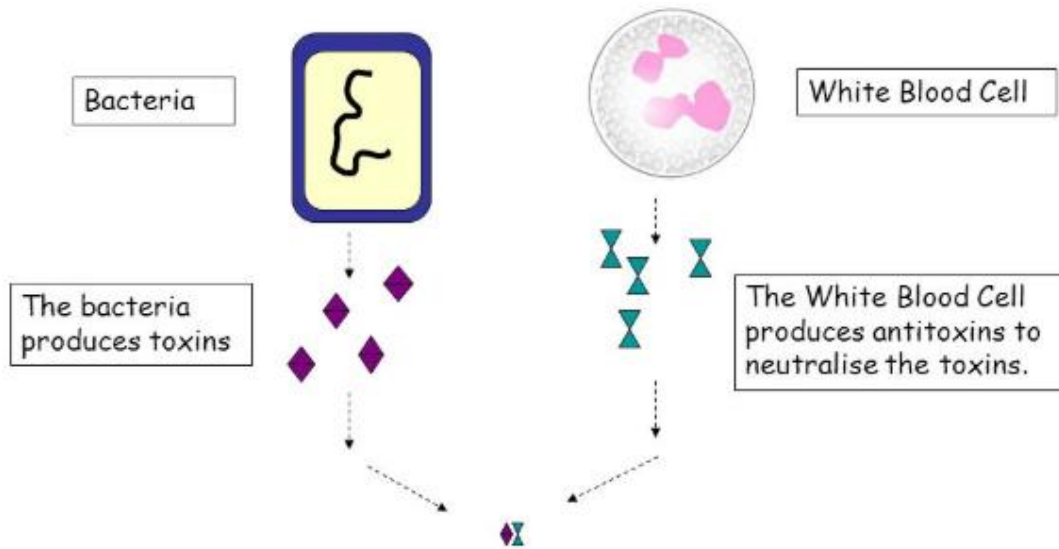 Bacteria
White Blood Cell
The bacteria
produces toxins
The White Blood Cell
produces antitoxins to
neutralise the toxins.